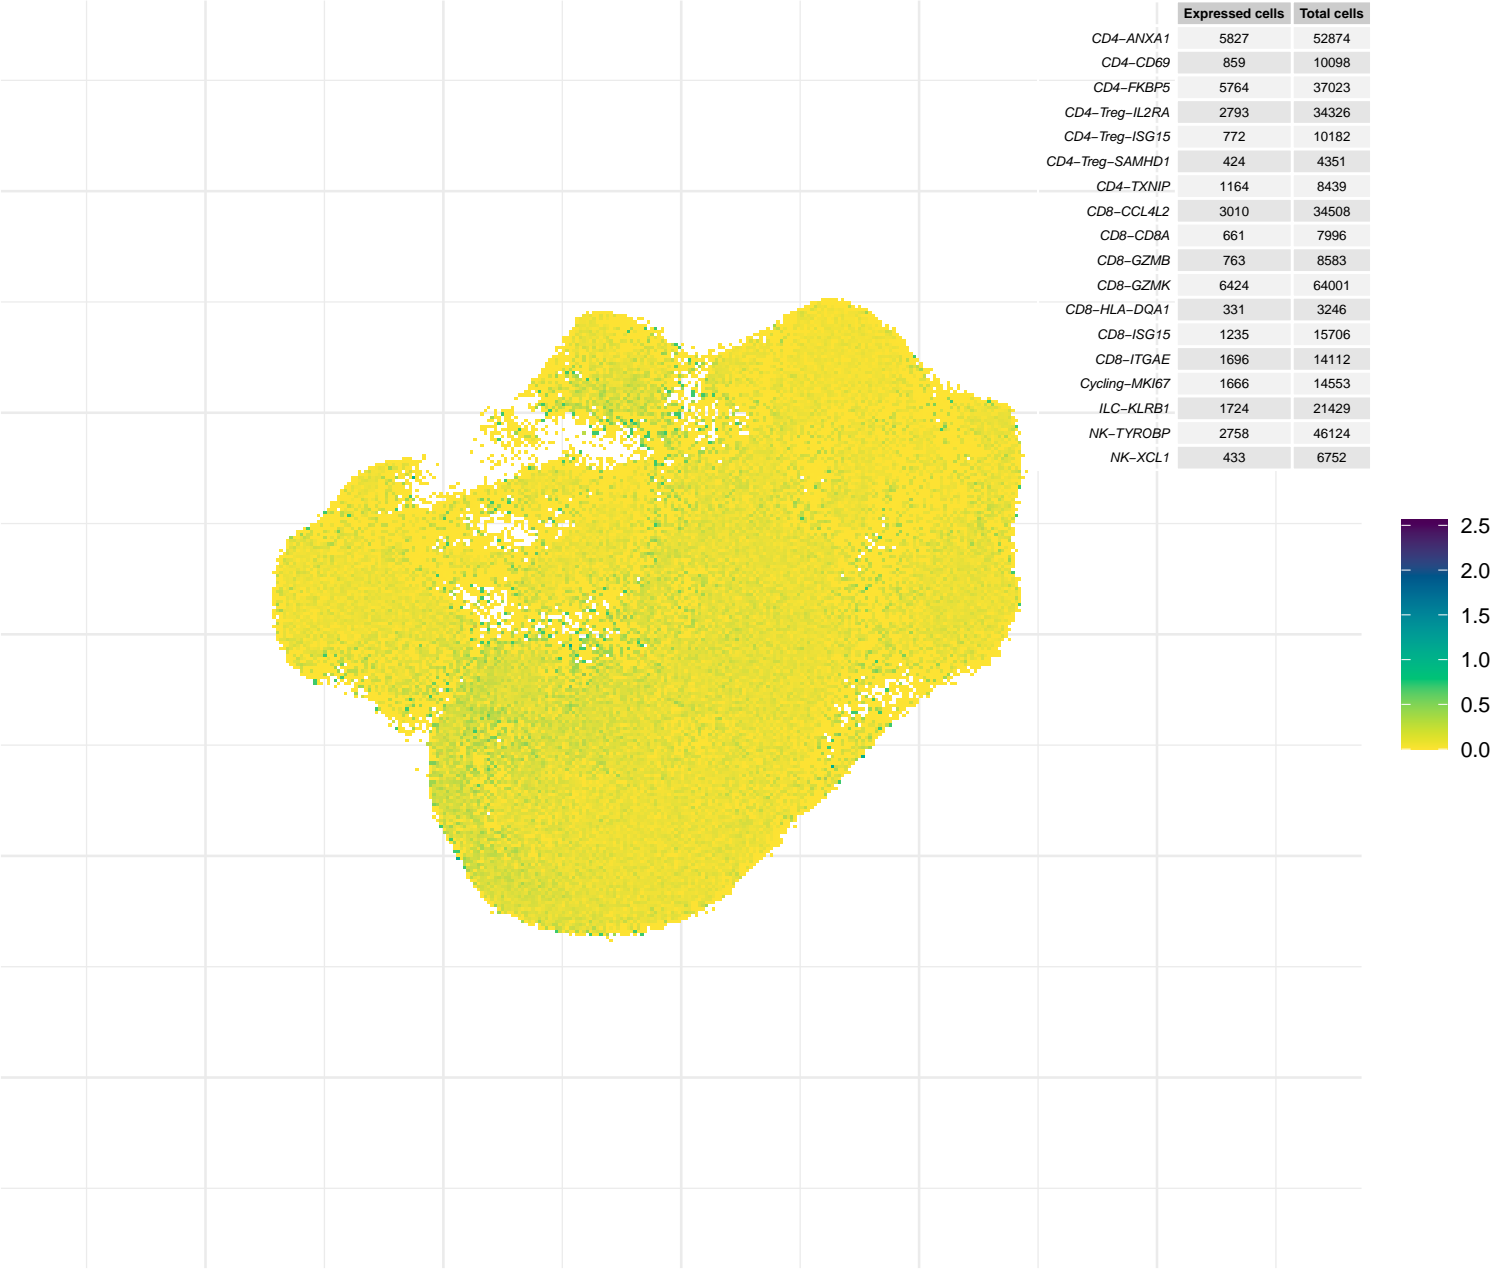 Expressed cells Total cells
CD4−ANXA1 5827 52874
CD4−CD69 859 10098
CD4−FKBP5 5764 37023
CD4−Treg−IL2RA 2793 34326
CD4−Treg−ISG15 772 10182
CD4−Treg−SAMHD1 424 4351
CD4−TXNIP 1164 8439
CD8−CCL4L2 3010 34508
CD8−CD8A 661 7996
CD8−GZMB 763 8583
CD8−GZMK 6424 64001
CD8−HLA−DQA1 331 3246
CD8−ISG15 1235 15706
CD8−ITGAE 1696 14112
Cycling−MKI67 1666 14553
ILC−KLRB1 1724 21429
NK−TYROBP 2758 46124
NK−XCL1 433 6752
2.5
2.0
1.5
1.0
0.5
0.0